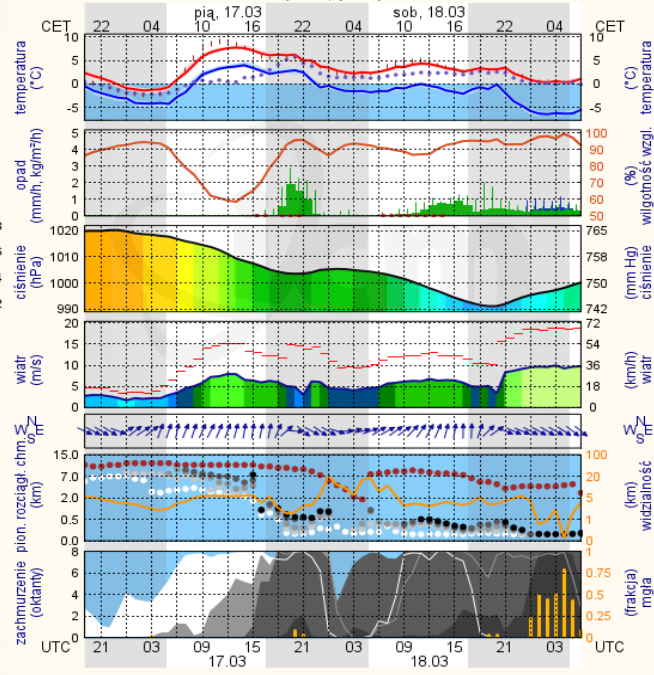 pią, 17.03 sob, 18.03
CET 22 04 10 16 22 04 10 16 22 04 CET
temperatura
(°C)
10
5
0
-5
10
5
0
-5
(°C)
temperatura
opad
(mm/h, kg/m²/h)
5
4
3
2
1
0
100
90
80
70
60
50
(%)
wilgotność wzgl.
ciśnienie
(hPa)
1020
1010
1000
990
765
758
750
742
(mm Hg)
ciśnienie
wiatr
(m/s)
20
15
10
5
0
72
54
36
18
0
(km/h)
wiatr
N
W E
S
N
W E
S
pion. rozciągł. chm.
(km)
15.0
7.0
2.0
0.5
0.0
100
20
5
1
0
(km)
widzialność
zachmurzenie
(oktanty)
8
6
4
2
0
1
0.75
0.5
0.25
0
(frakcja)
mgła
UTC 21 03 09 15 21 03 09 15 21 03 UTC
17.03 18.03